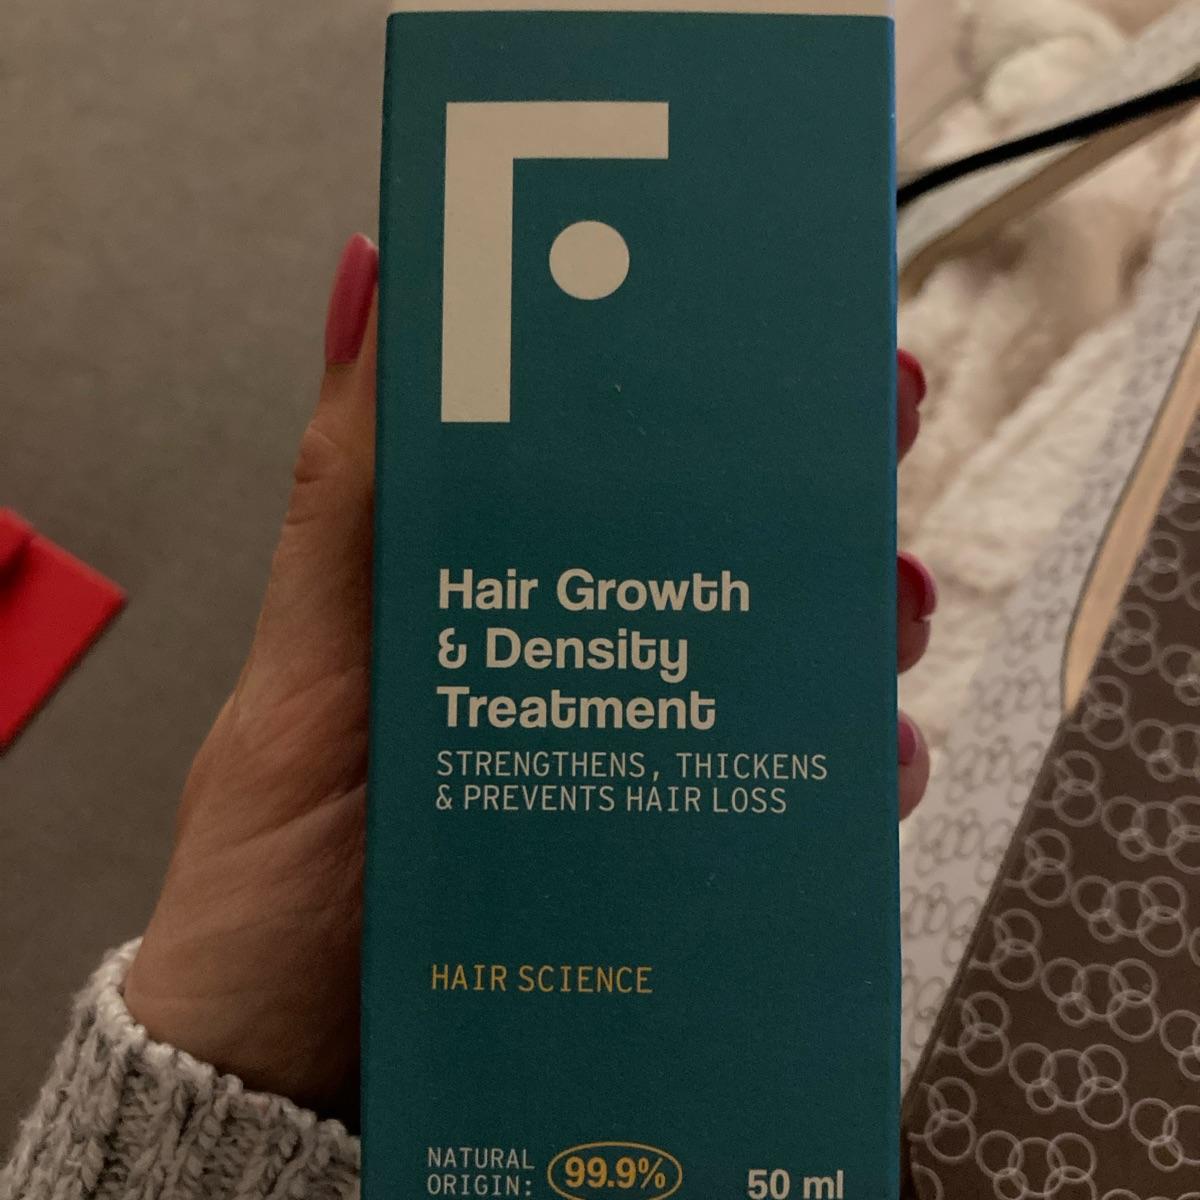 Hair Growth
& Density
Treatment
STRENGTHENS, THICKENS
& PREVENTS HAIR LOSS
HAIR SCIENCE
NATURAL
ORIGIN: 99.9% 50 ml